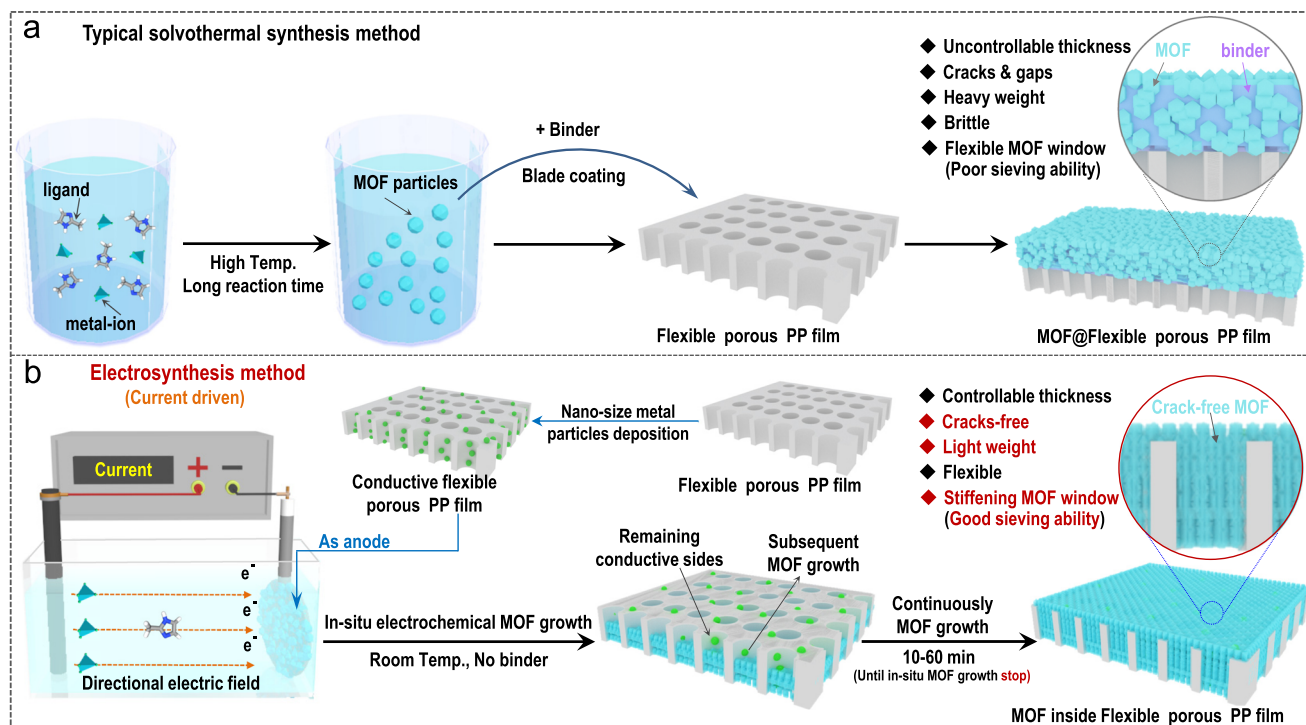 a
Typical solvothermal synthesis method
ligand
metal-ion
High Temp.
Long reaction time
MOF particles
+ Binder
Blade coating
Flexible porous PP film
◆ Uncontrollable thickness
◆ Cracks & gaps
◆ Heavy weight
◆ Brittle
◆ Flexible MOF window
(Poor sieving ability)
MOF
binder
MOF@Flexible porous PP film
b
Electrosynthesis method
(Current driven)
Current
+ −
e-
e-
e-
Directional electric field
Conductive flexible
porous PP film
As anode
Nano-size metal
particles deposition
Flexible porous PP film
In-situ electrochemical MOF growth
Room Temp., No binder
Remaining
conductive sides
Subsequent
MOF growth
Continuously
MOF growth
10-60 min
(Until in-situ MOF growth stop)
◆ Controllable thickness
◆ Cracks-free
◆ Light weight
◆ Flexible
◆ Stiffening MOF window
(Good sieving ability)
Crack-free MOF
MOF inside Flexible porous PP film